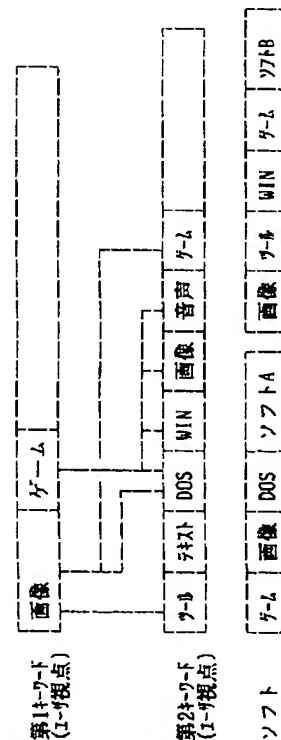 第1キーワード
(ユーザ視点)
画像 ゲーム
第2キーワード
(ユーザ視点)
ツール テキスト DOS WIN 画像 音声 ゲーム
ソフト
ゲーム 画像 DOS ソフトA
画像 ツール WIN ゲーム ソフトB